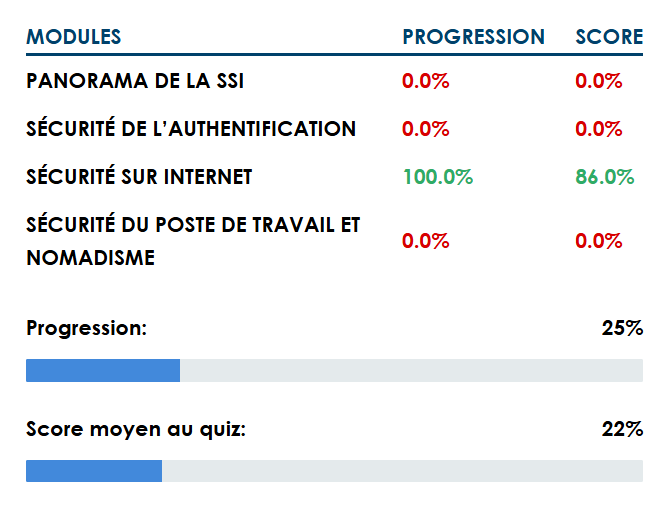 MODULES PROGRESSION SCORE
PANORAMA DE LA SSI 0.0% 0.0%
SÉCURITÉ DE L’AUTHENTIFICATION 0.0% 0.0%
SÉCURITÉ SUR INTERNET 100.0% 86.0%
SÉCURITÉ DU POSTE DE TRAVAIL ET
NOMADISME 0.0% 0.0%
Progression: 25%
Score moyen au quiz: 22%